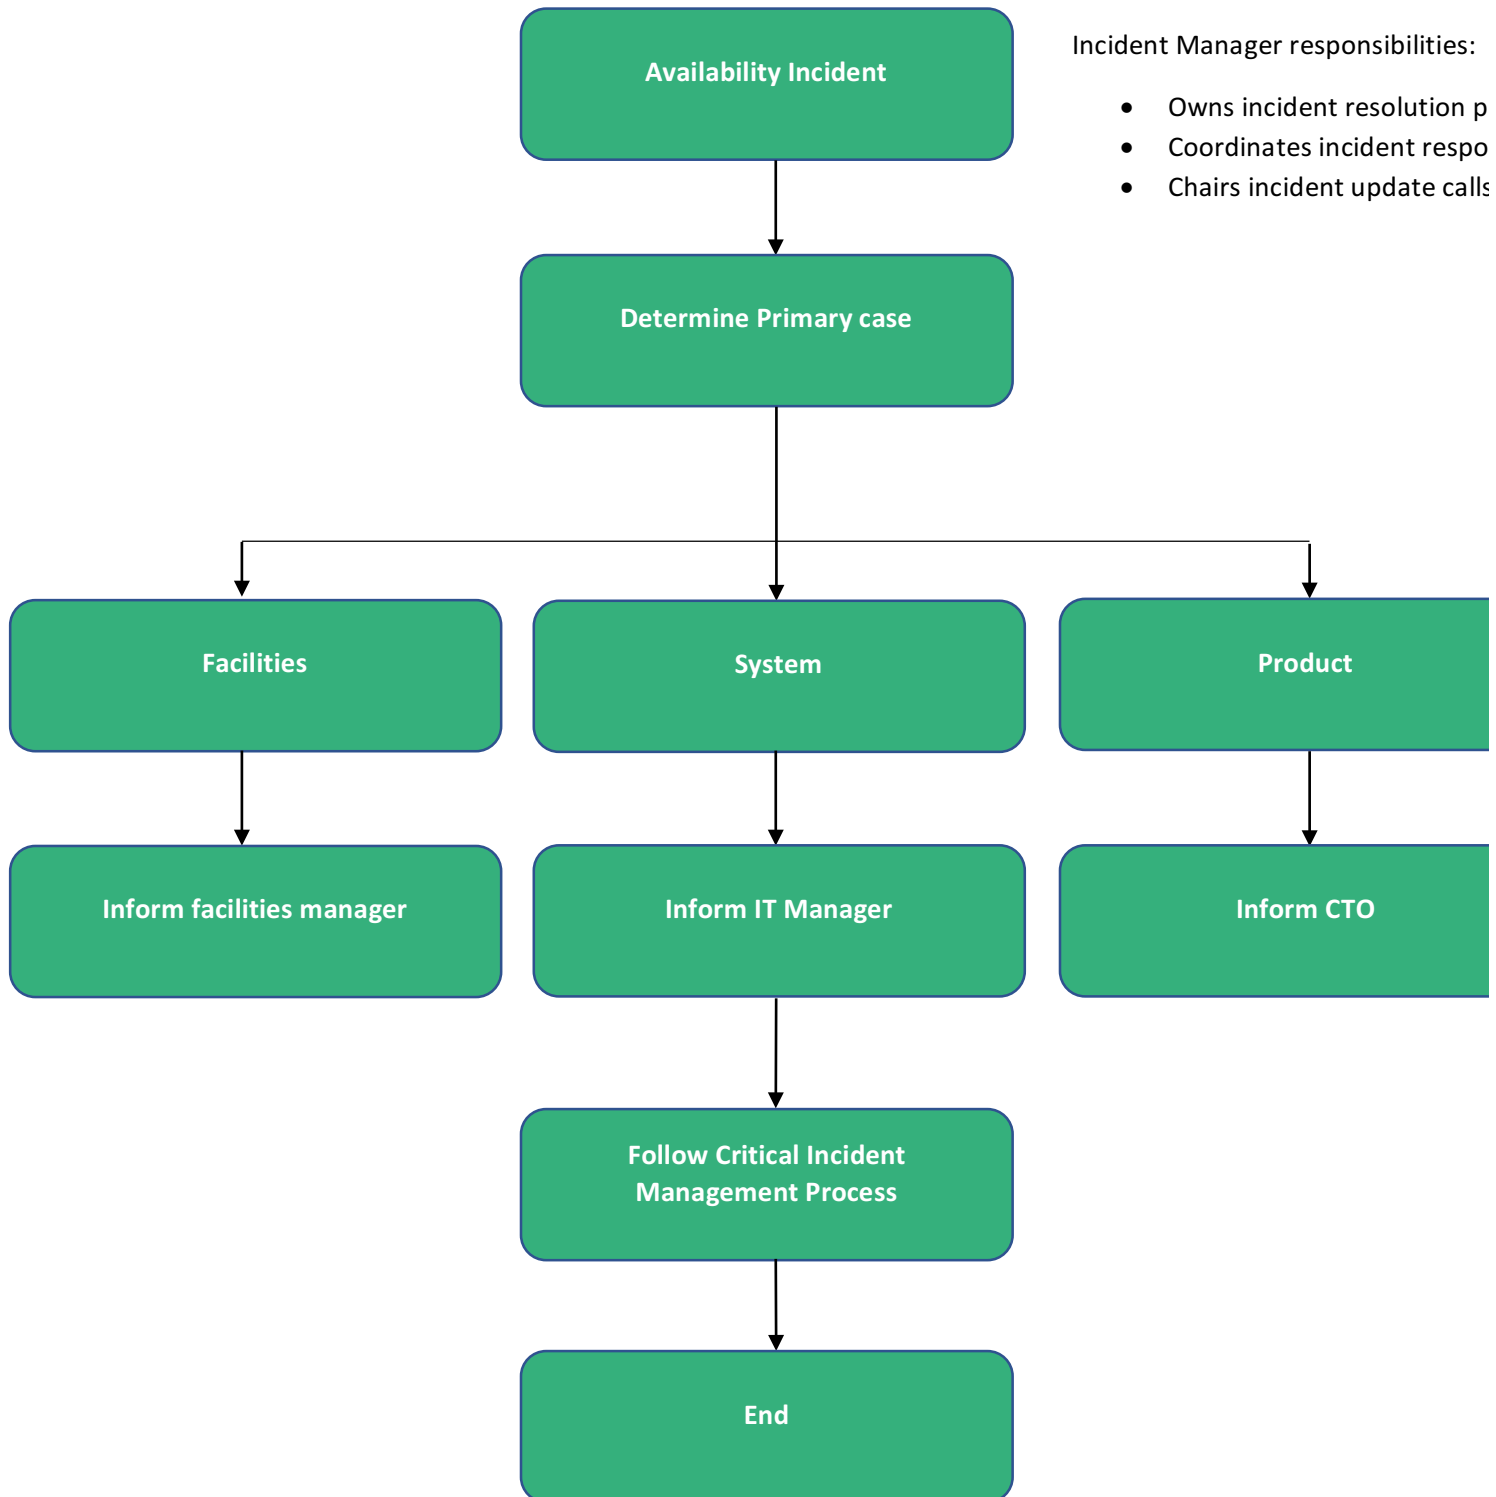 Availability Incident
Incident Manager responsibilities:
• Owns incident resolution
• Coordinates incident
• Chairs incident update calls
Determine Primary case
Facilities
System
Product
Inform facilities manager
Inform IT Manager
Inform CTO
Follow Critical Incident
Management Process
End